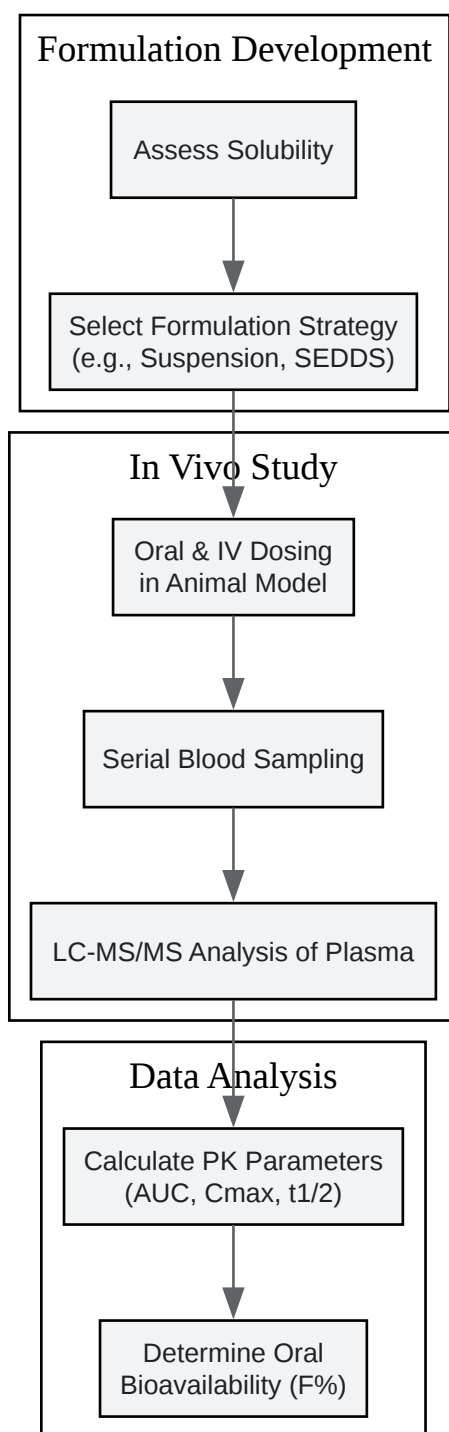 Formulation Development
Assess Solubility
Select Formulation Strategy
(e.g., Suspension, SEDDS)
In Vivo Study
Oral & IV Dosing
in Animal Model
Serial Blood Sampling
LC-MS/MS Analysis of Plasma
Data Analysis
Calculate PK Parameters
(AUC, Cmax, t1/2)
Determine Oral
Bioavailability (F%)